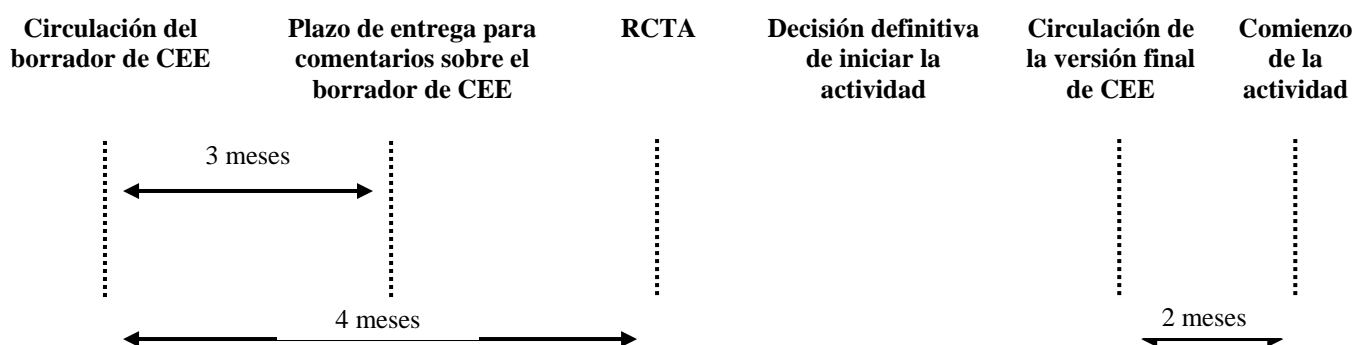 Circulación del
borrador de CEE
Plazo de entrega para
comentarios sobre el
borrador de CEE
RCTA
Decisión definitiva
de iniciar la
actividad
Circulación de
la versión final
de CEE
Comienzo
de la
actividad
3 meses
4 meses
2 meses